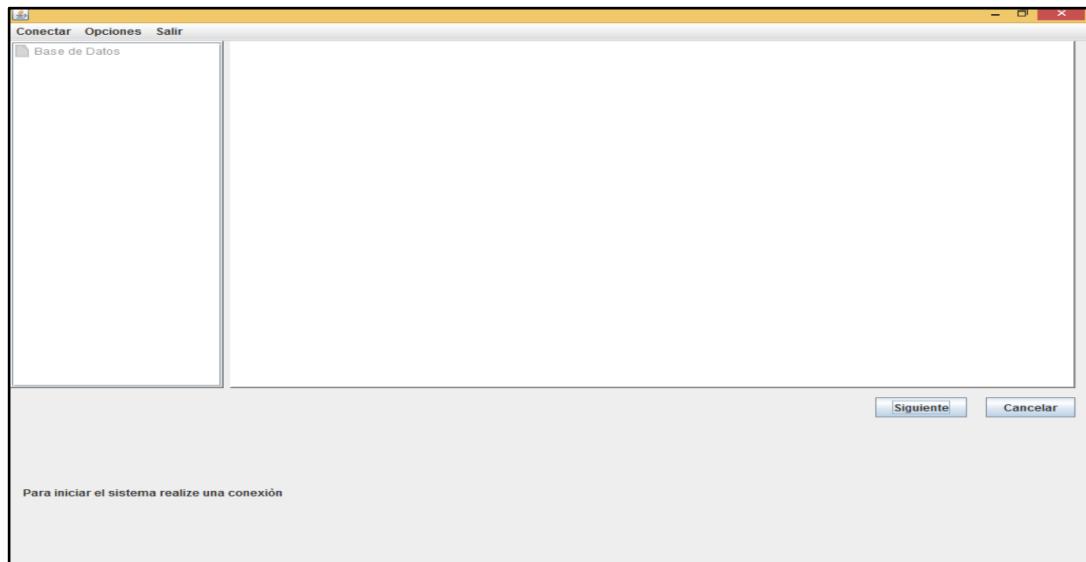 Conectar Opciones Salir
Base de Datos
Siguiente Cancelar
Para iniciar el sistema realize una conexión